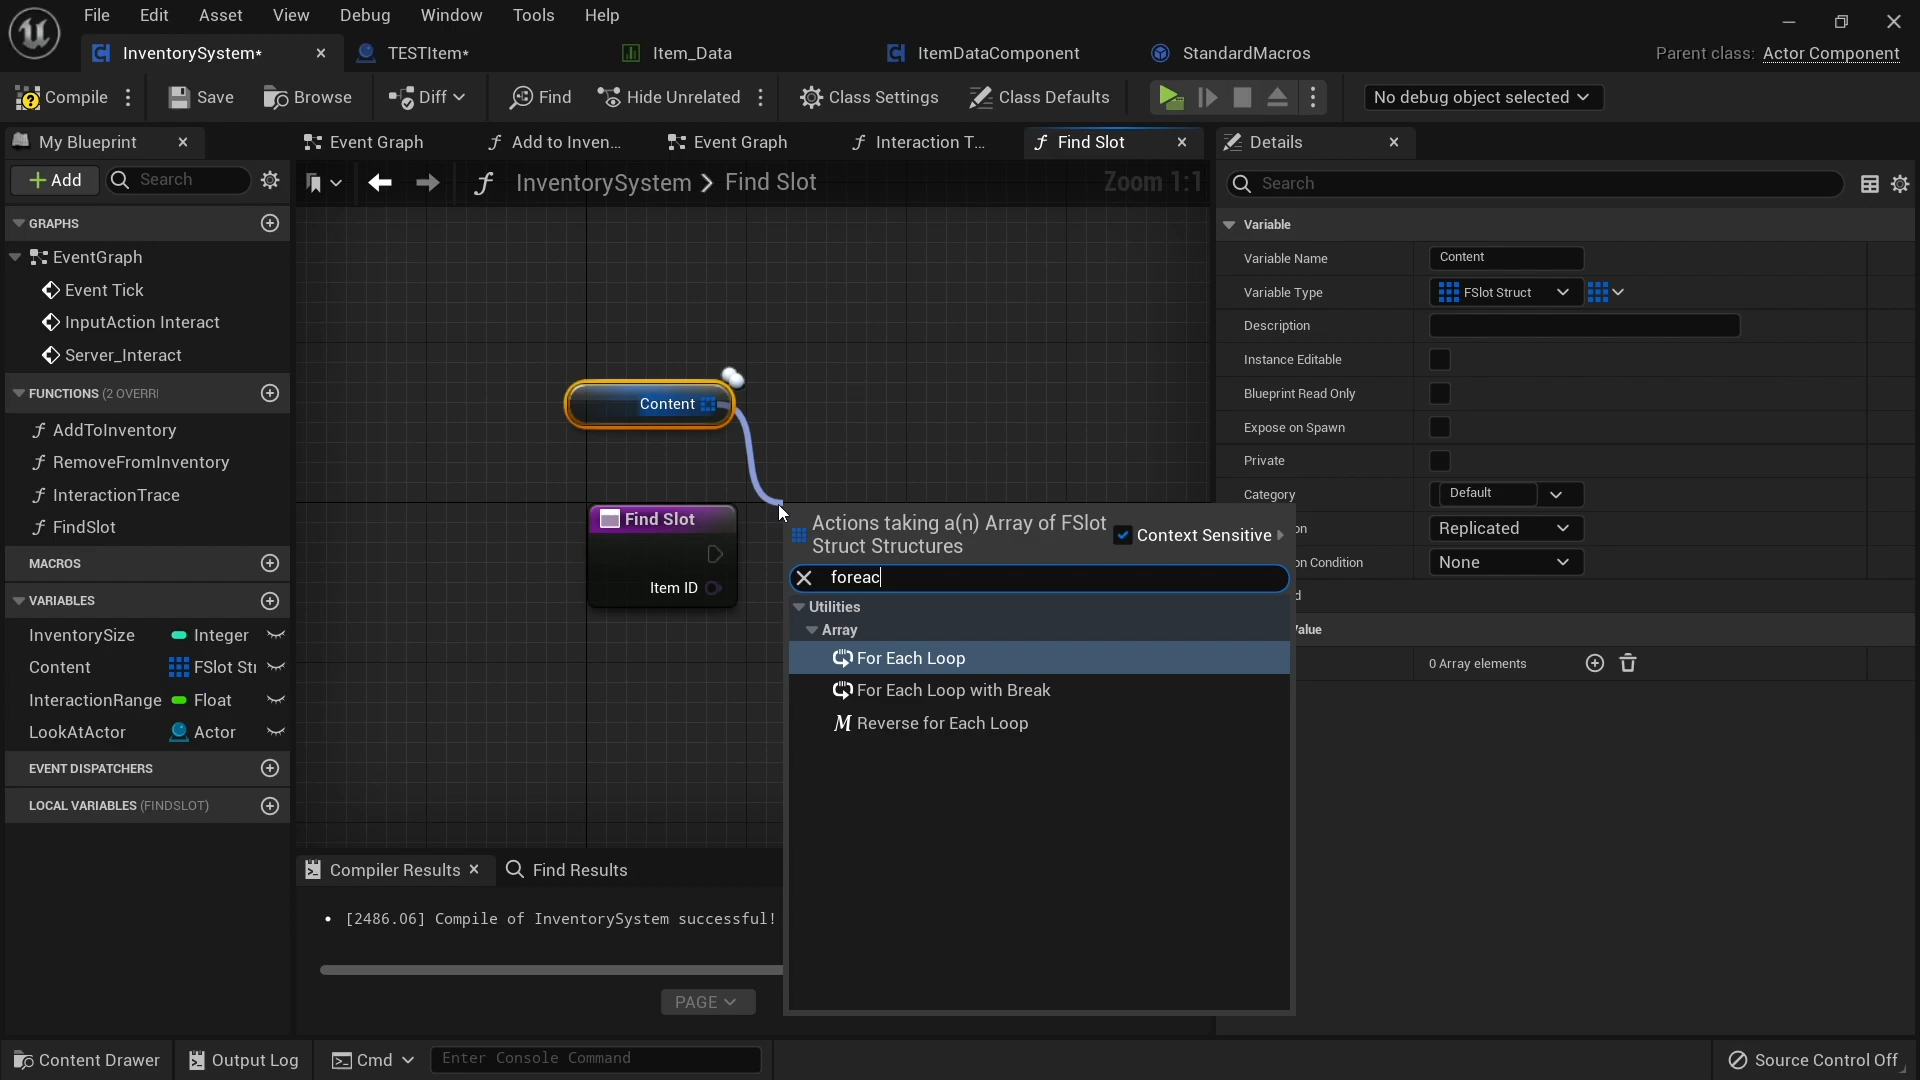 File Edit Asset View Debug Window Tools Help
InventorySystem* TESTItem* Item_Data ItemDataComponent StandardMacros Parent class: Actor Component
Compile Save Browse Diff Find Hide Unrelated Class Settings Class Defaults No debug object selected
My Blueprint Event Graph Add to Inven... Event Graph Interaction T... Find Slot Details
Add Search InventorySystem > Find Slot Zoom 1:1 Search
GRAPHS Variable
EventGraph Variable Name Content
Event Tick Variable Type FSlot Struct
InputAction Interact Description
Server_Interact Instance Editable
FUNCTIONS (2 OVERRI Blueprint Read Only
Content
AddToInventory Expose on Spawn
RemoveFromInventory Private
InteractionTrace Category Default
FindSlot on Replicated
Find Slot
Actions taking a(n) Array of FSlot
Struct Structures Context Sensitive
MACROS on Condition None
foreac
Item ID
VARIABLES d
Utilities
Array alue
InventorySize Integer
For Each Loop 0 Array elements
Content FSlot Str
For Each Loop with Break
InteractionRange Float
Reverse for Each Loop
LookAtActor Actor
EVENT DISPATCHERS
LOCAL VARIABLES (FINDSLOT)
Compiler Results Find Results
• [2486.06] Compile of InventorySystem successful!
PAGE
Content Drawer Output Log Cmd Enter Console Command Source Control Off